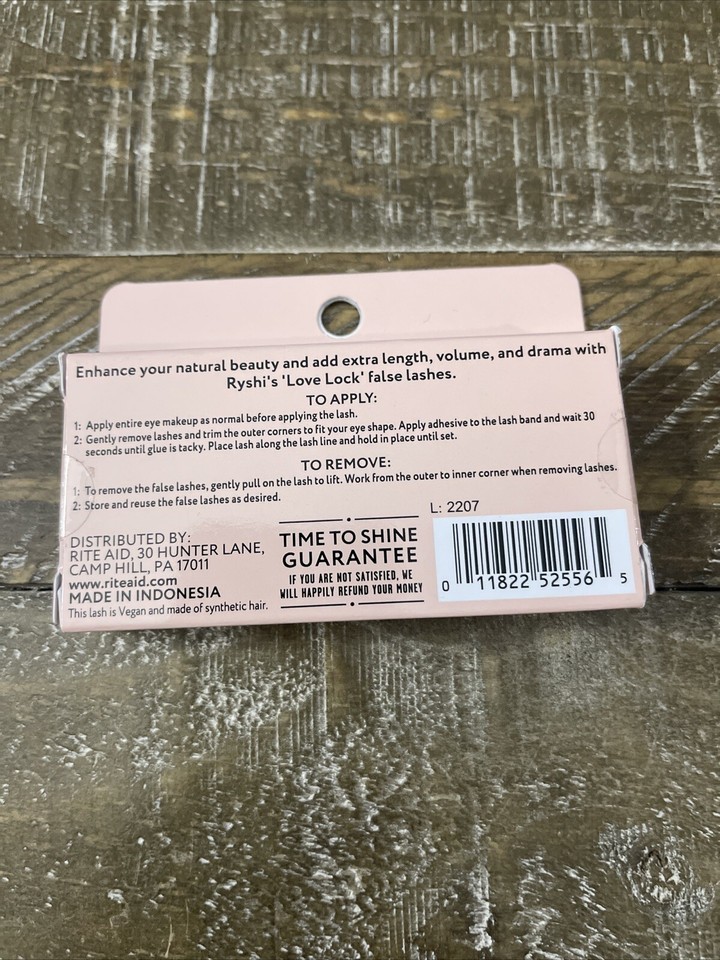 Enhance your natural beauty and add extra length, volume, and drama with
Ryshi's 'Love Lock' false lashes.
TO APPLY:
1: Apply entire eye makeup as normal before applying the lash.
2: Gently remove lashes and trim the outer corners to fit your eye shape. Apply adhesive to the lash band and wait 30
seconds until glue is tacky. Place lash along the lash line and hold in place until set.
TO REMOVE:
1: To remove the false lashes, gently pull on the lash to lift. Work from the outer to inner corner when removing lashes.
2: Store and reuse the false lashes as desired.
DISTRIBUTED BY:
RITE AID, 30 HUNTER LANE,
CAMP HILL, PA 17011
www.riteaid.com
MADE IN INDONESIA
This lash is Vegan and made of synthetic hair.
TIME TO SHINE
GUARANTEE
IF YOU ARE NOT SATISFIED, WE
WILL HAPPILY REFUND YOUR MONEY
L: 2207
0 11822 52556 5